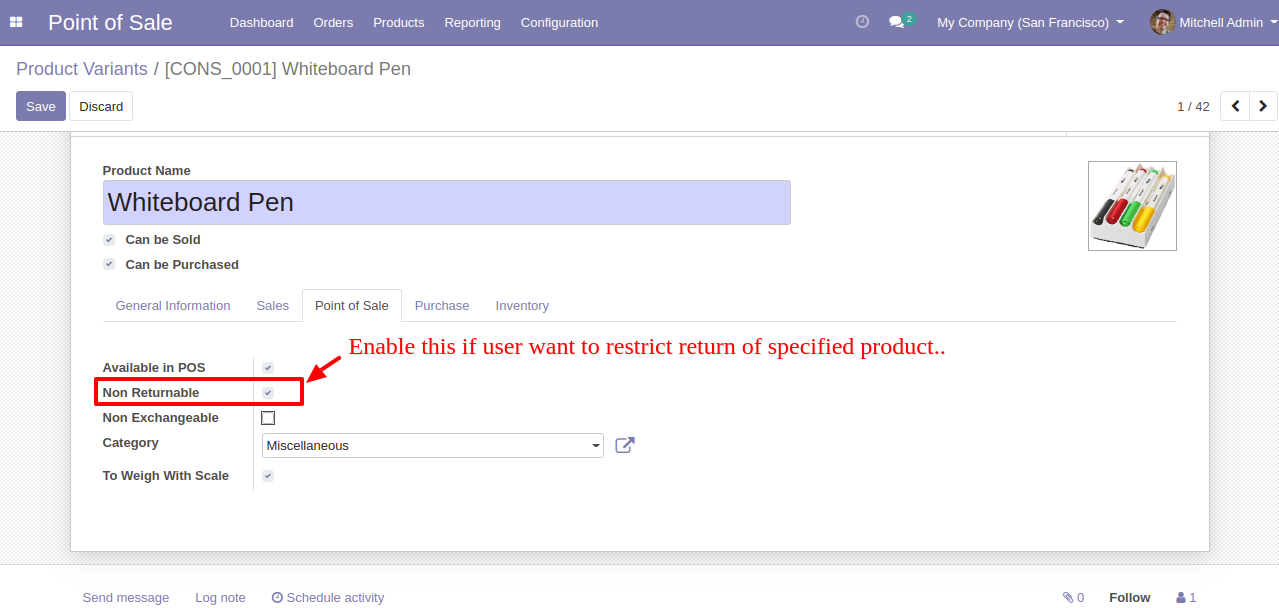 Point of Sale Dashboard Orders Products Reporting Configuration 2 My Company (San Francisco) Mitchell Admin
Product Variants / [CONS_0001] Whiteboard Pen
Save Discard 1 / 42
Product Name
Whiteboard Pen
Can be Sold
Can be Purchased
General Information Sales Point of Sale Purchase Inventory
Enable this if user want to restrict return of specified product..
Available in POS
Non Returnable
Non Exchangeable
Category Miscellaneous
To Weigh With Scale
Send message Log note Schedule activity 0 Follow 1